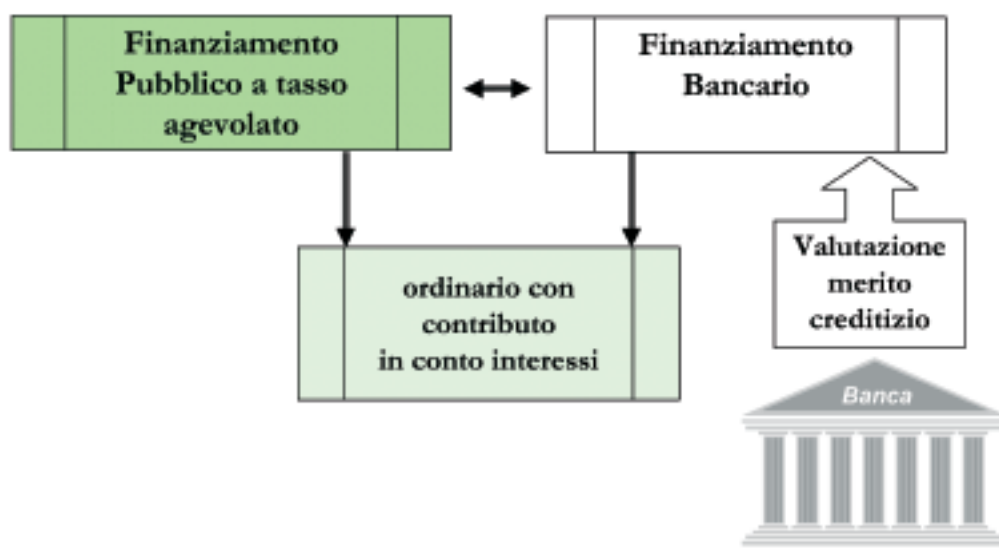 Finanziamento
Pubblico a tasso
agevolato
Finanziamento
Bancario
ordinario con
contributo
in conto interessi
Valutazione
merito
creditizio
Banca